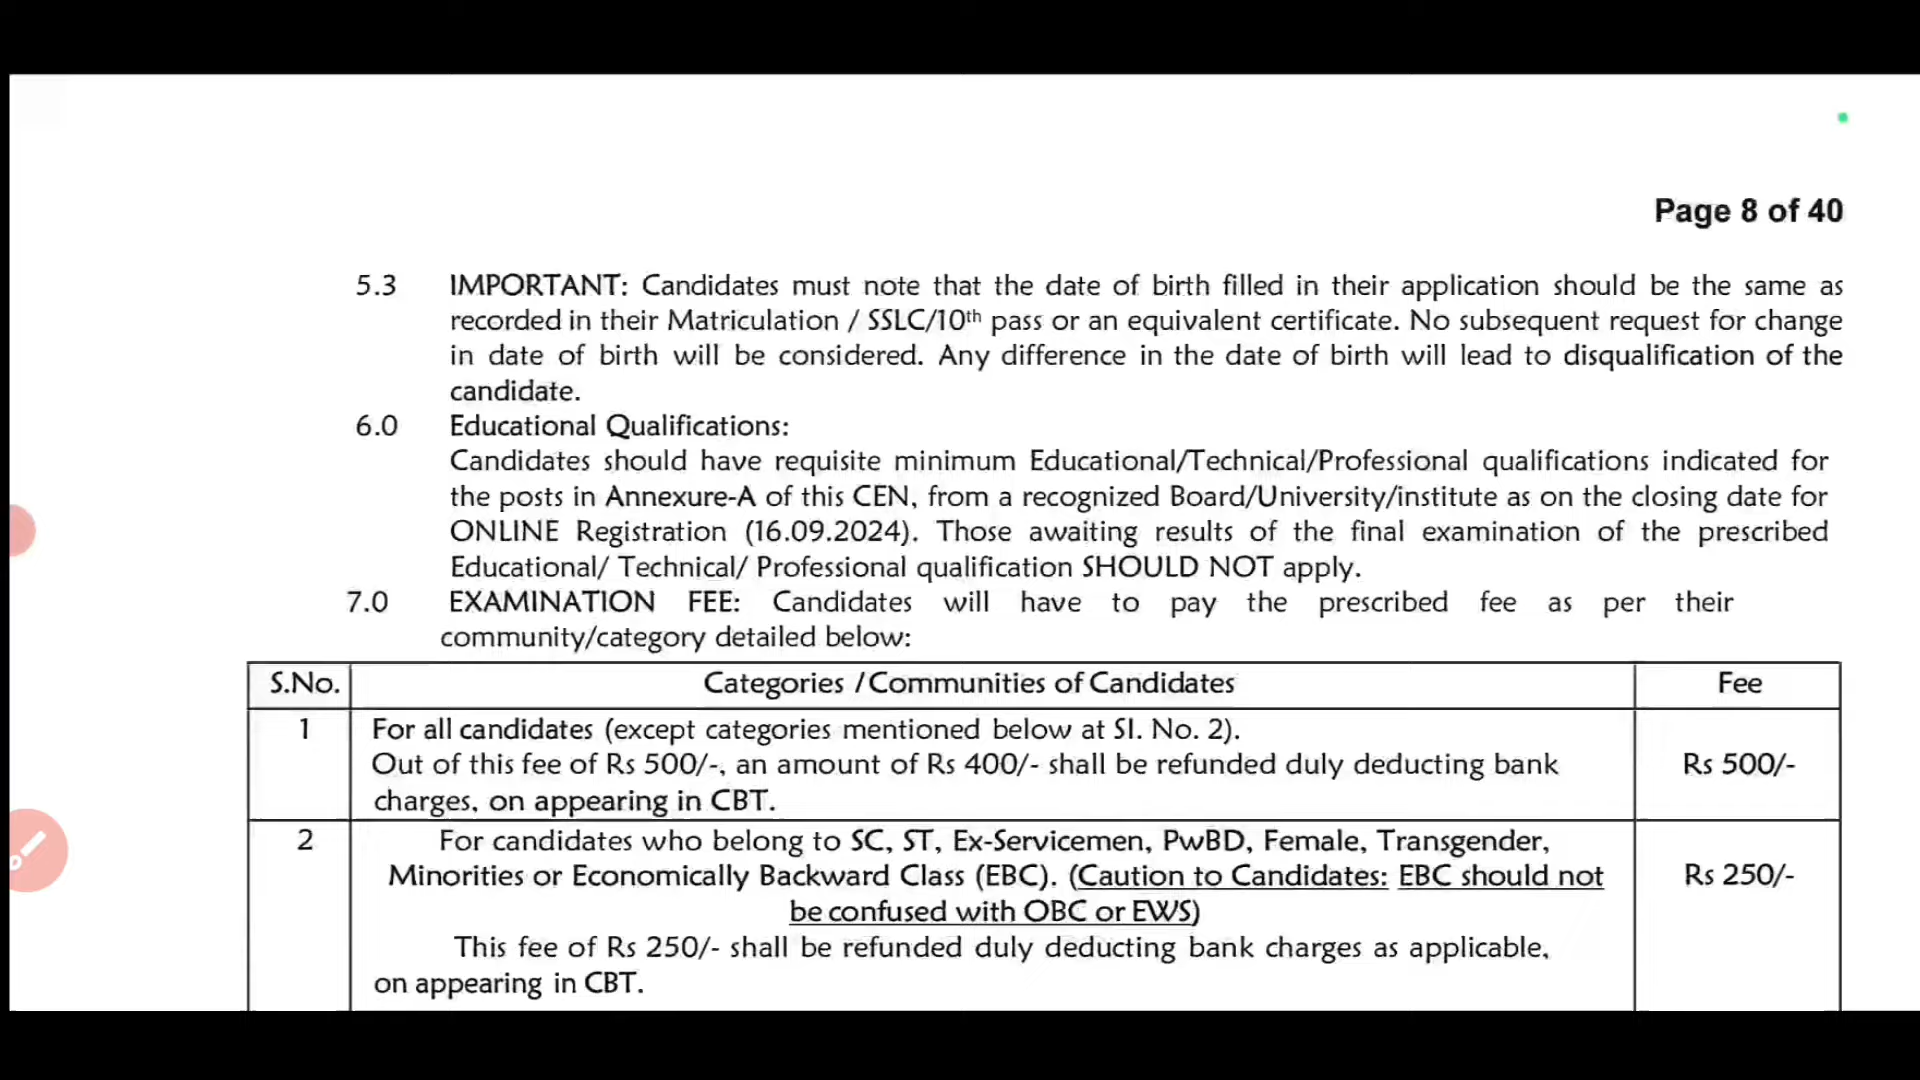 Page 8 of 40
5.3 IMPORTANT: Candidates must note that the date of birth filled in their application should be the same as
recorded in their Matriculation / SSLC/10th pass or an equivalent certificate. No subsequent request for change
in date of birth will be considered. Any difference in the date of birth will lead to disqualification of the
candidate.
6.0 Educational Qualifications:
Candidates should have requisite minimum Educational/Technical/Professional qualifications indicated for
the posts in Annexure-A of this CEN, from a recognized Board/University/institute as on the closing date for
ONLINE Registration (16.09.2024). Those awaiting results of the final examination of the prescribed
Educational/ Technical/ Professional qualification SHOULD NOT apply.
7.0 EXAMINATION FEE: Candidates will have to pay the prescribed fee as per their
community/category detailed below:
S.No. Categories /Communities of Candidates Fee
1 For all candidates (except categories mentioned below at SI. No. 2).
Out of this fee of Rs 500/-, an amount of Rs 400/- shall be refunded duly deducting bank Rs 500/-
charges, on appearing in CBT.
2 For candidates who belong to SC, ST, Ex-Servicemen, PwBD, Female, Transgender,
Minorities or Economically Backward Class (EBC). (Caution to Candidates: EBC should not Rs 250/-
be confused with OBC or EWS)
This fee of Rs 250/- shall be refunded duly deducting bank charges as applicable,
on appearing in CBT.